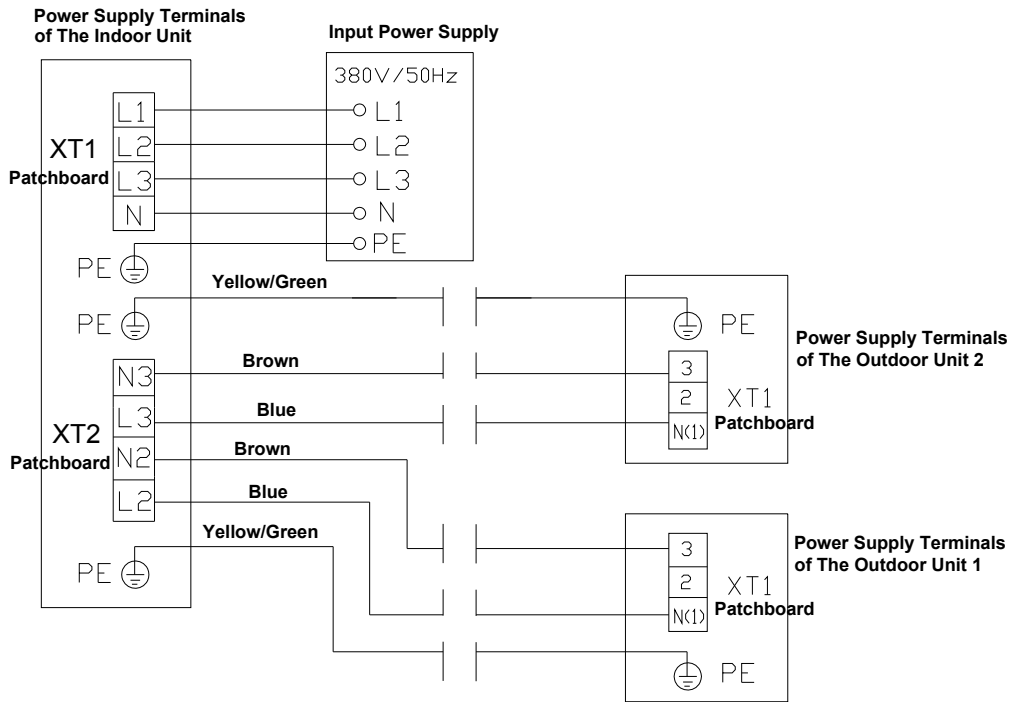 Power Supply Terminals
of The Indoor Unit
Input Power Supply
380V/50Hz
L1
L2
L3
N
PE
XT1
Patchboard
L1
L2
L3
N
PE
Yellow/Green
PE
Brown
N3
Blue
L3
XT2
Patchboard
Brown
N2
Blue
L2
Yellow/Green
PE
PE
3
2
N(1)
XT1
Patchboard
Power Supply Terminals
of The Outdoor Unit 2
3
2
N(1)
XT1
Patchboard
PE
Power Supply Terminals
of The Outdoor Unit 1